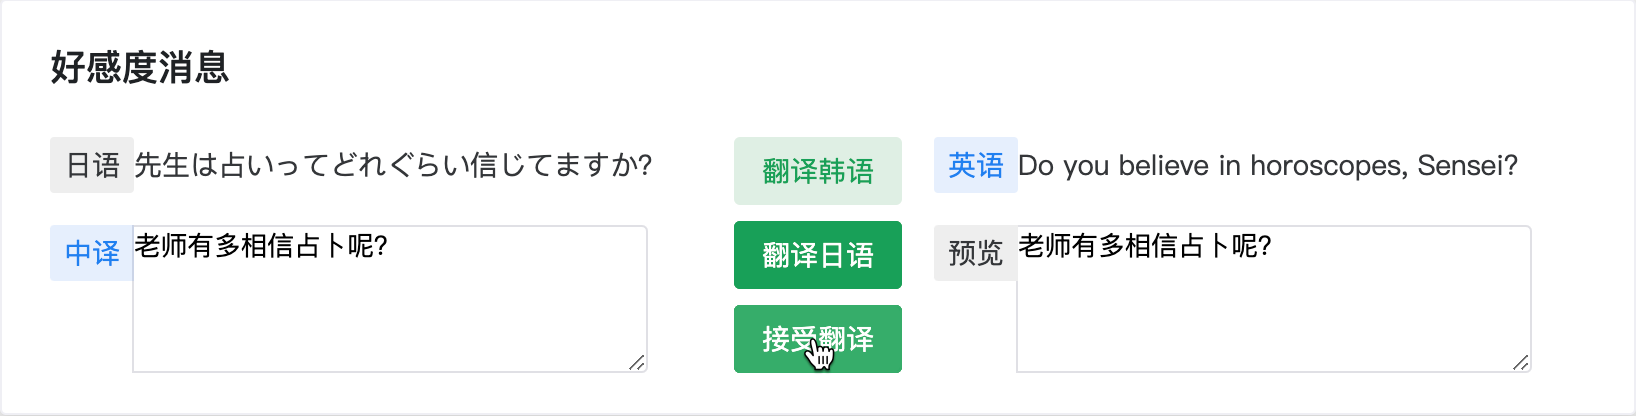 好感度消息
日语 先生は占いってどれぐらい信じてますか?
翻译韩语
英语 Do you believe in horoscopes, Sensei?
中译 老师有多相信占卜呢?
翻译日语
预览 老师有多相信占卜呢?
接受翻译